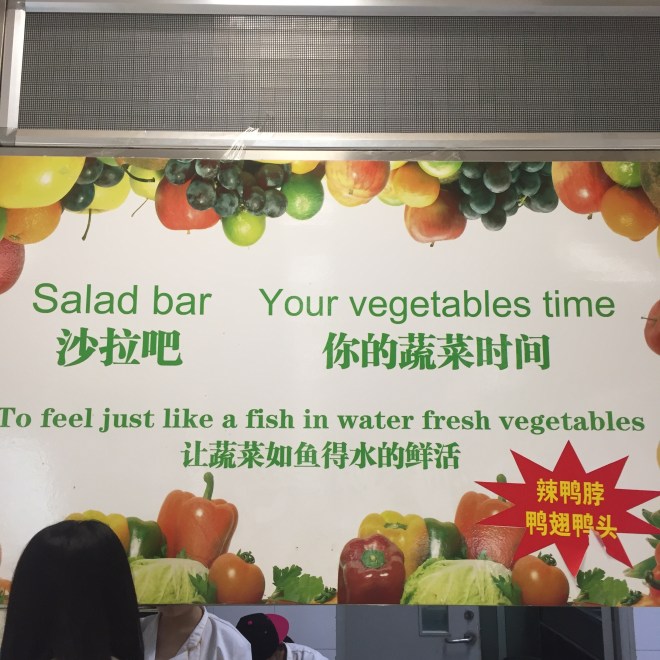 Salad bar Your vegetables time
沙拉吧 你的蔬菜时间
To feel just like a fish in water fresh vegetables
让蔬菜如鱼得水的鲜活
辣鸭脖
鸭翅鸭头